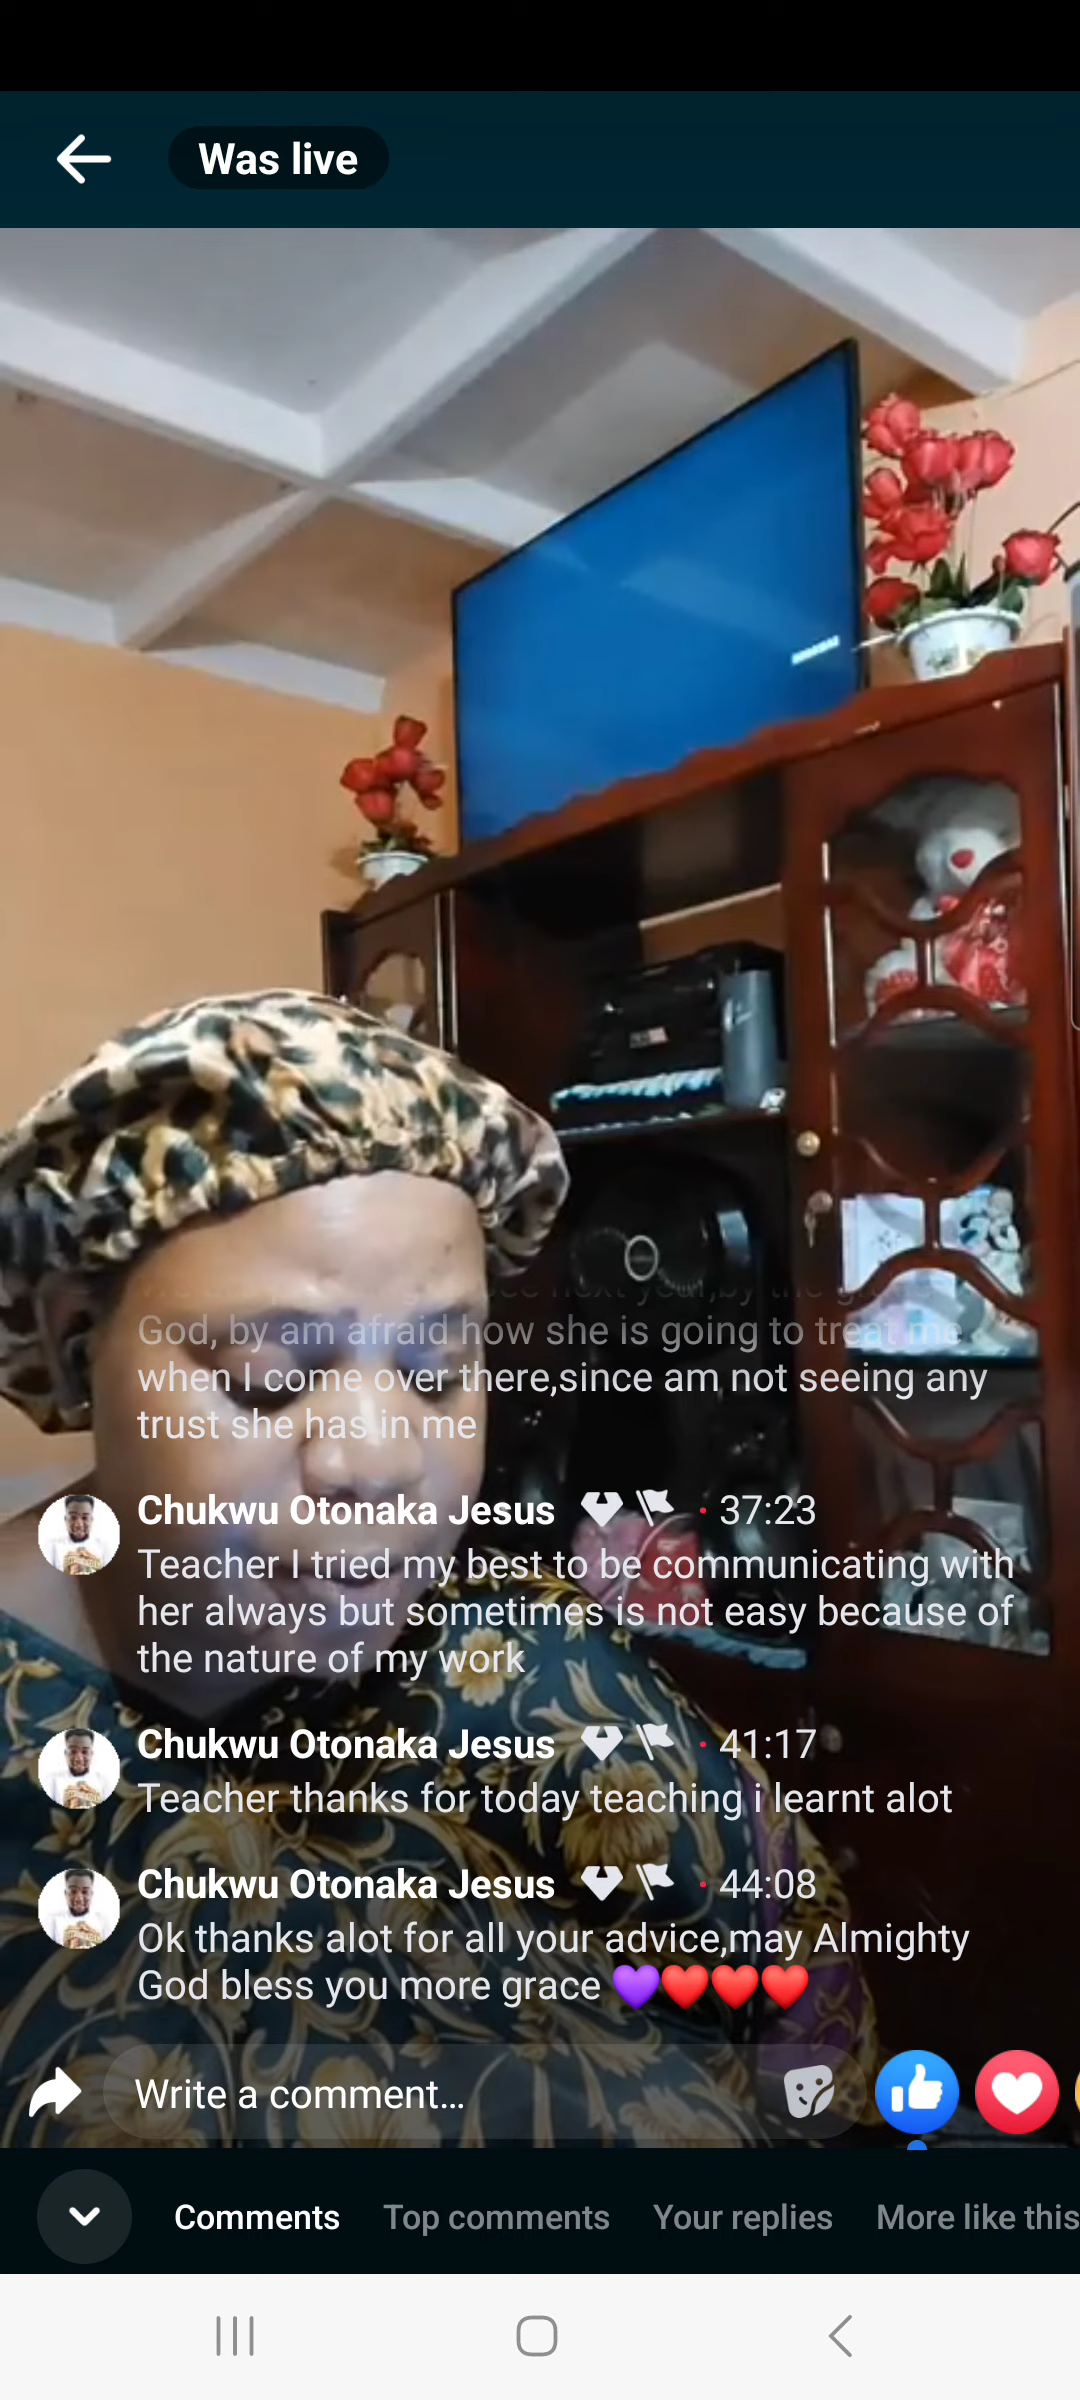 Was live
God, by am afraid how she is going to treat me
when I come over there,since am not seeing any
trust she has in me
Chukwu Otonaka Jesus · 37:23
Teacher I tried my best to be communicating with
her always but sometimes is not easy because of
the nature of my work
Chukwu Otonaka Jesus · 41:17
Teacher thanks for today teaching i learnt alot
Chukwu Otonaka Jesus · 44:08
Ok thanks alot for all your advice,may Almighty
God bless you more grace 💜❤️❤️❤️
Write a comment...
Comments Top comments Your replies More like this